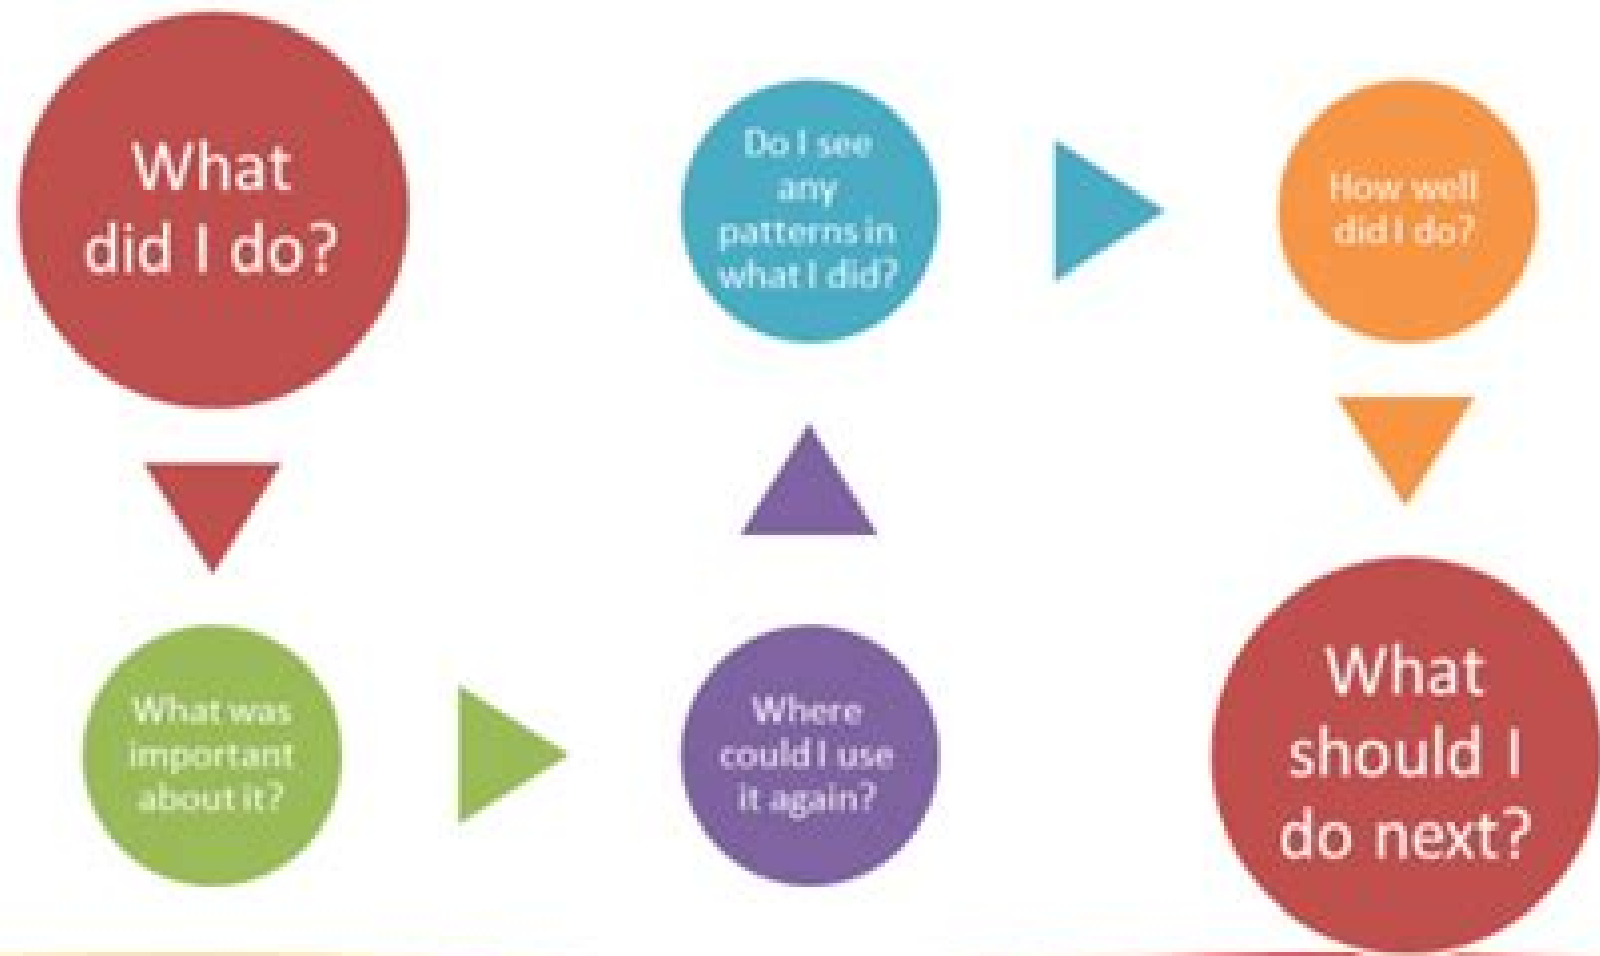 What
did I do?
What was
important
about it?
Where
could I use
it again?
Do I see
any
patterns in
what I did?
How well
did I do?
What
should I
do next?